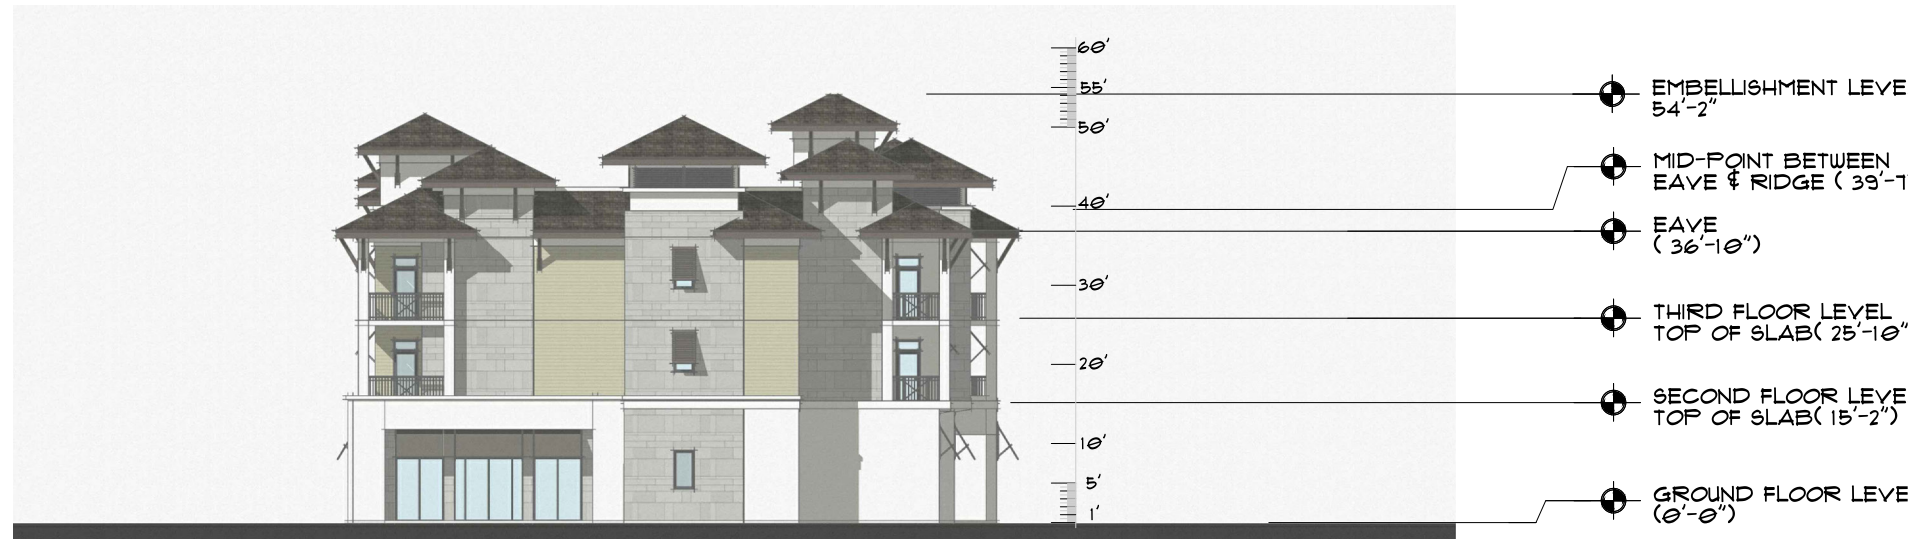 60'
55'
50'
40'
30'
20'
10'
5'
1'
EMBELLISHMENT LEVE
54'-2"
MID-POINT BETWEEN
EAVE & RIDGE ( 39'-7
EAVE
( 36'-10")
THIRD FLOOR LEVEL
TOP OF SLAB( 25'-10"
SECOND FLOOR LEVE
TOP OF SLAB( 15'-2")
GROUND FLOOR LEVE
(0'-0")